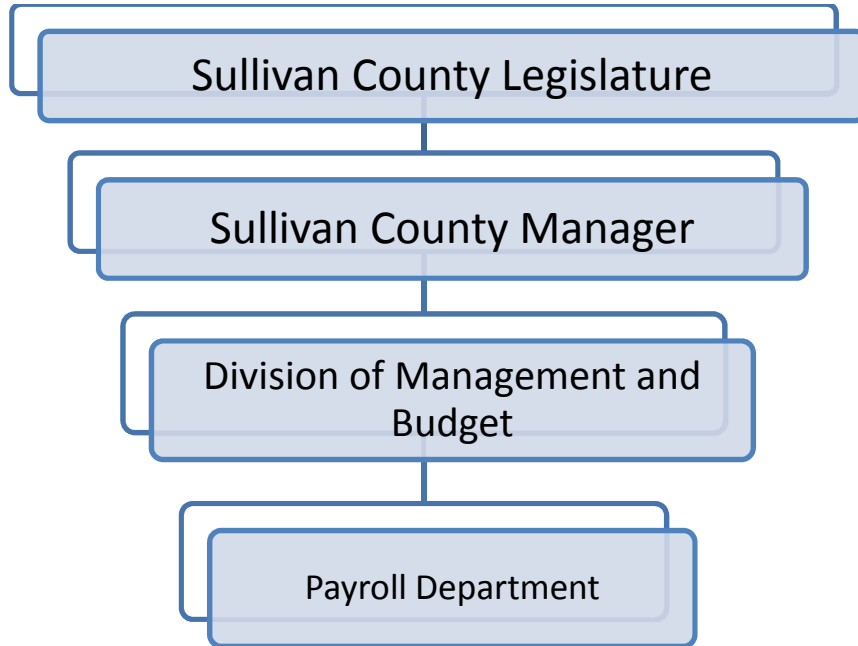 Sullivan County Legislature
Sullivan County Manager
Division of Management and
Budget
Payroll Department